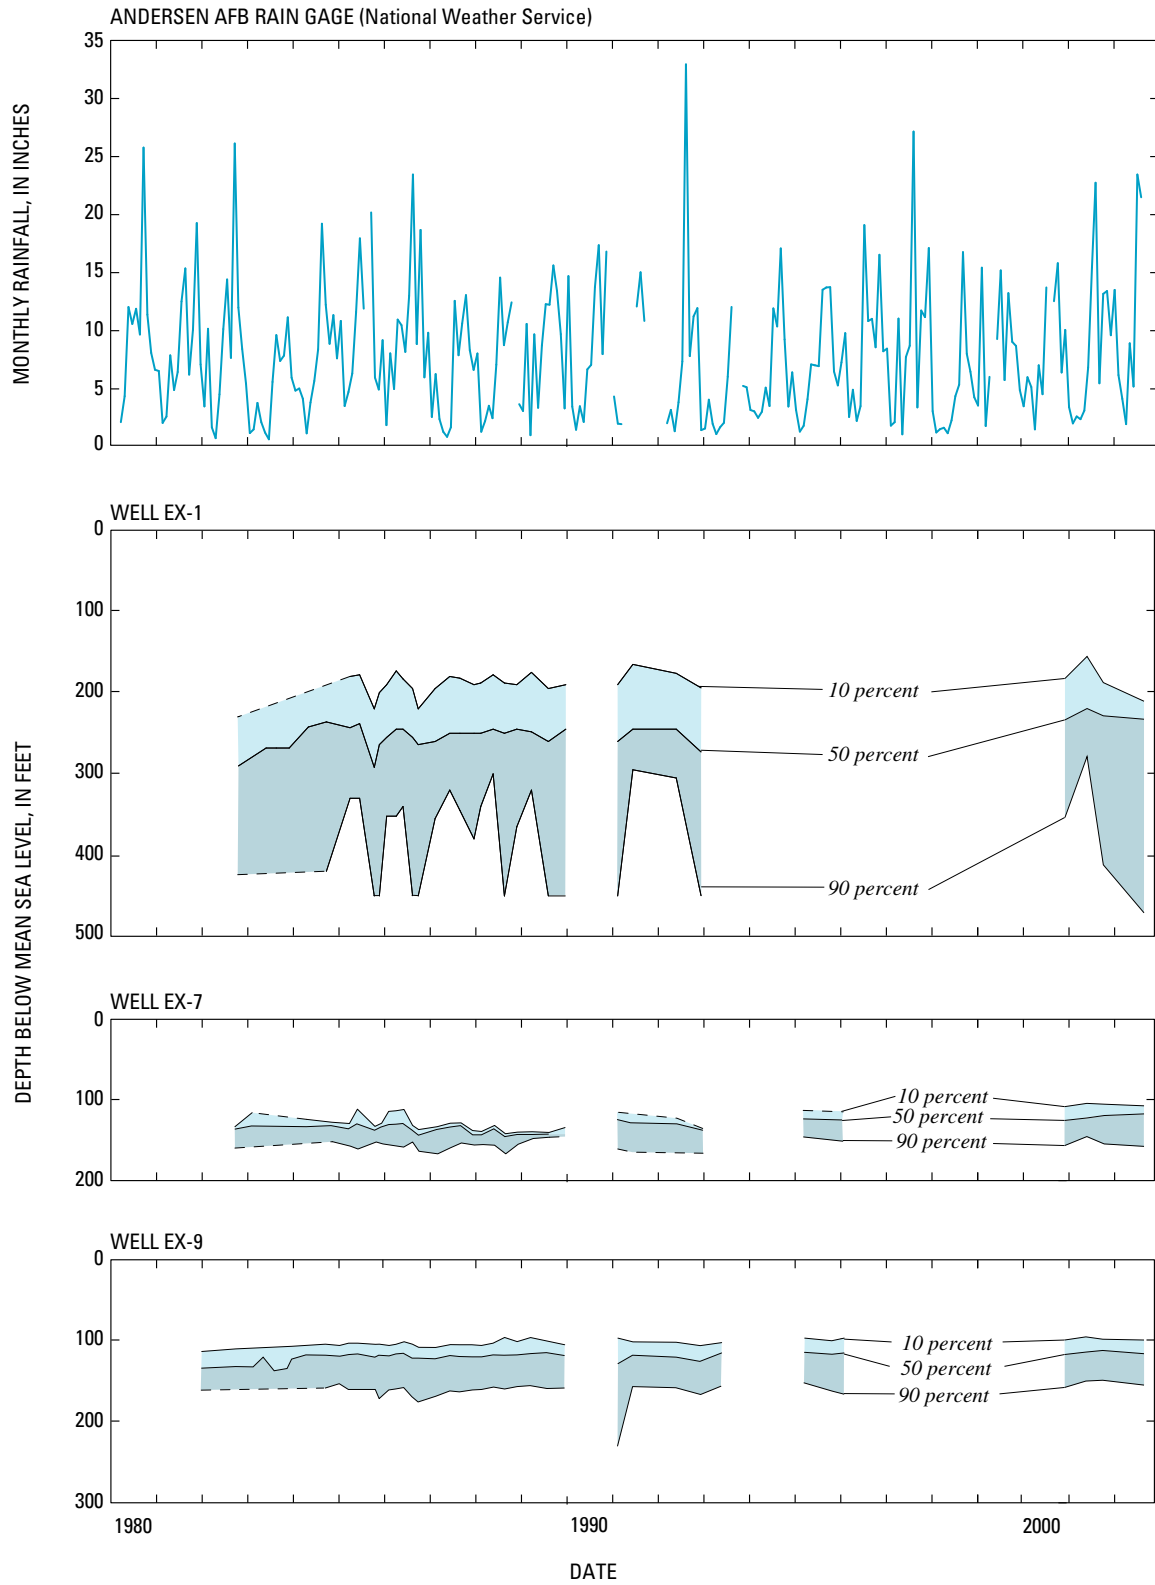 ANDERSEN AFB RAIN GAGE (National Weather Service)
MONTHLY RAINFALL, IN INCHES
35
30
25
20
15
10
5
0
WELL EX-1
DEPTH BELOW MEAN SEA LEVEL, IN FEET
0
100
200
300
400
500
10 percent
50 percent
90 percent
WELL EX-7
0
100
200
10 percent
50 percent
90 percent
WELL EX-9
0
100
200
300
10 percent
50 percent
90 percent
1980
1990
2000
DATE